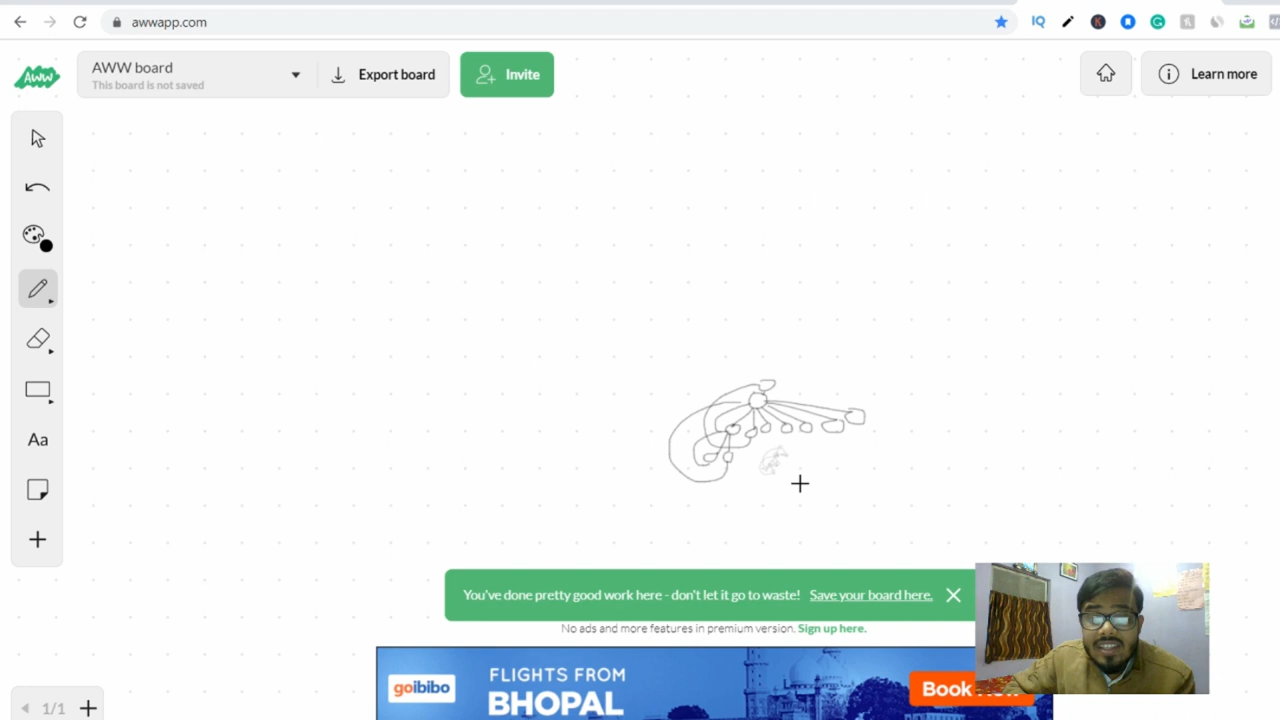 awwapp.com
IQ
K
AWW
AWW board
This board is not saved
Export board
Invite
Learn more
Aa
You've done pretty good work here - don't let it go to waste! Save your board here.
No ads and more features in premium version. Sign up here.
goibibo
FLIGHTS FROM
BHOPAL
Book
1/1